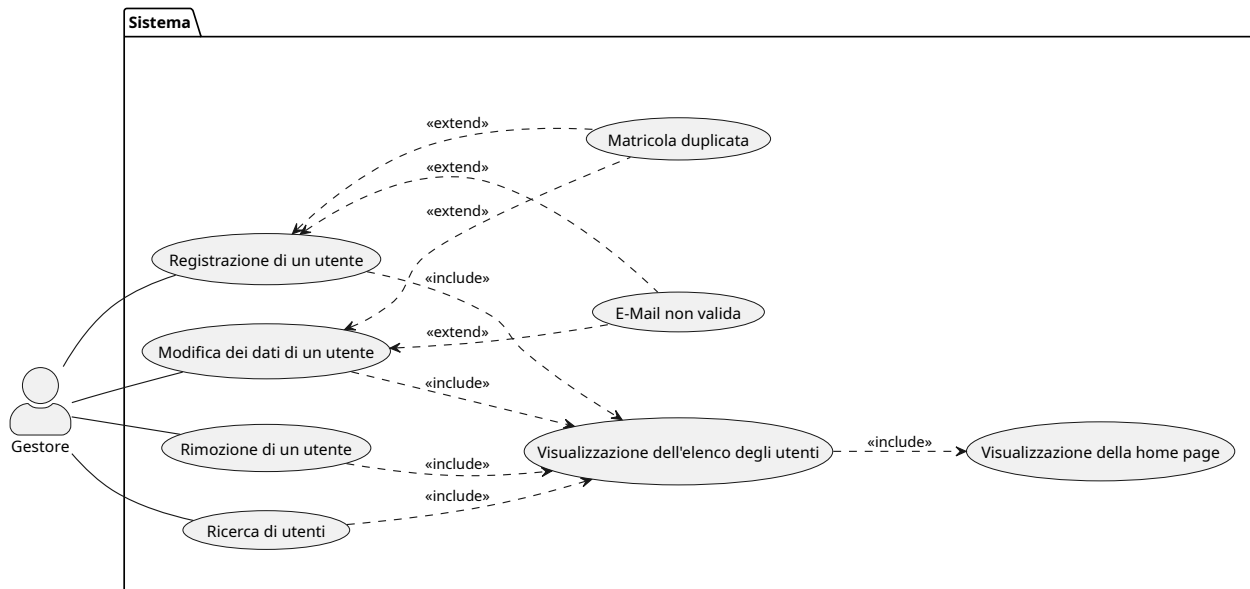 Sistema
«extend»
Matricola duplicata
«extend»
«extend»
Registrazione di un utente
«include»
E-Mail non valida
«extend»
Modifica dei dati di un utente
«include»
Gestore
Rimozione di un utente
«include»
Visualizzazione dell'elenco degli utenti
«include»
Visualizzazione della home page
«include»
Ricerca di utenti